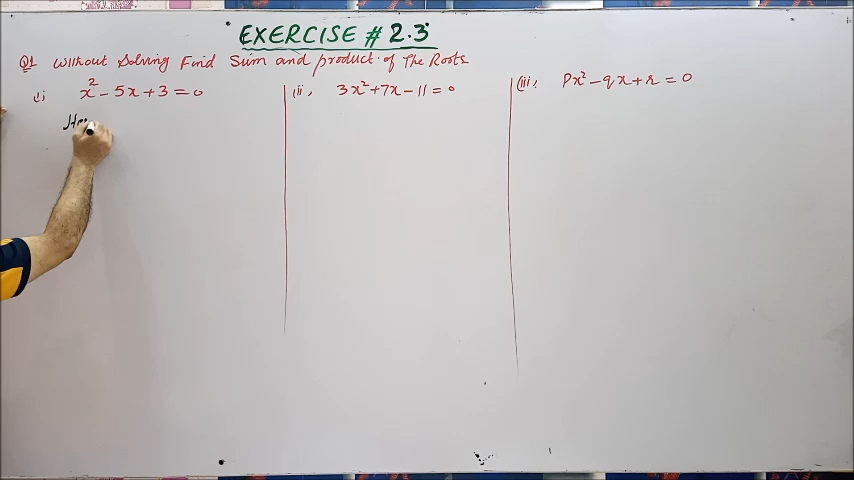 EXERCISE # 2.3
Q1 Without Solving Find Sum and product of The Roots
(i) x² - 5x + 3 = 0
(ii), 3x² + 7x - 11 = 0
(iii), Px² - qx + r = 0